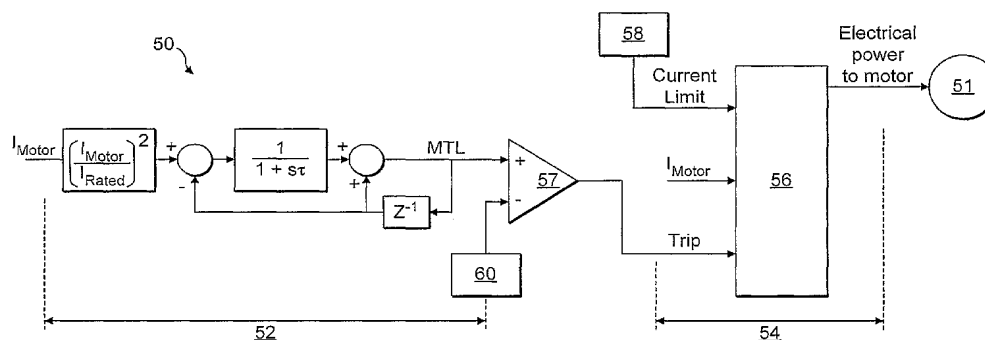 50
58
Electrical
power
to motor
51
Current
Limit
I_Motor
(I_Motor / I_Rated)^2
+
-
1 / 1 + sτ
+
+
MTL
Z^-1
+
-
57
60
I_Motor
56
Trip
52
54